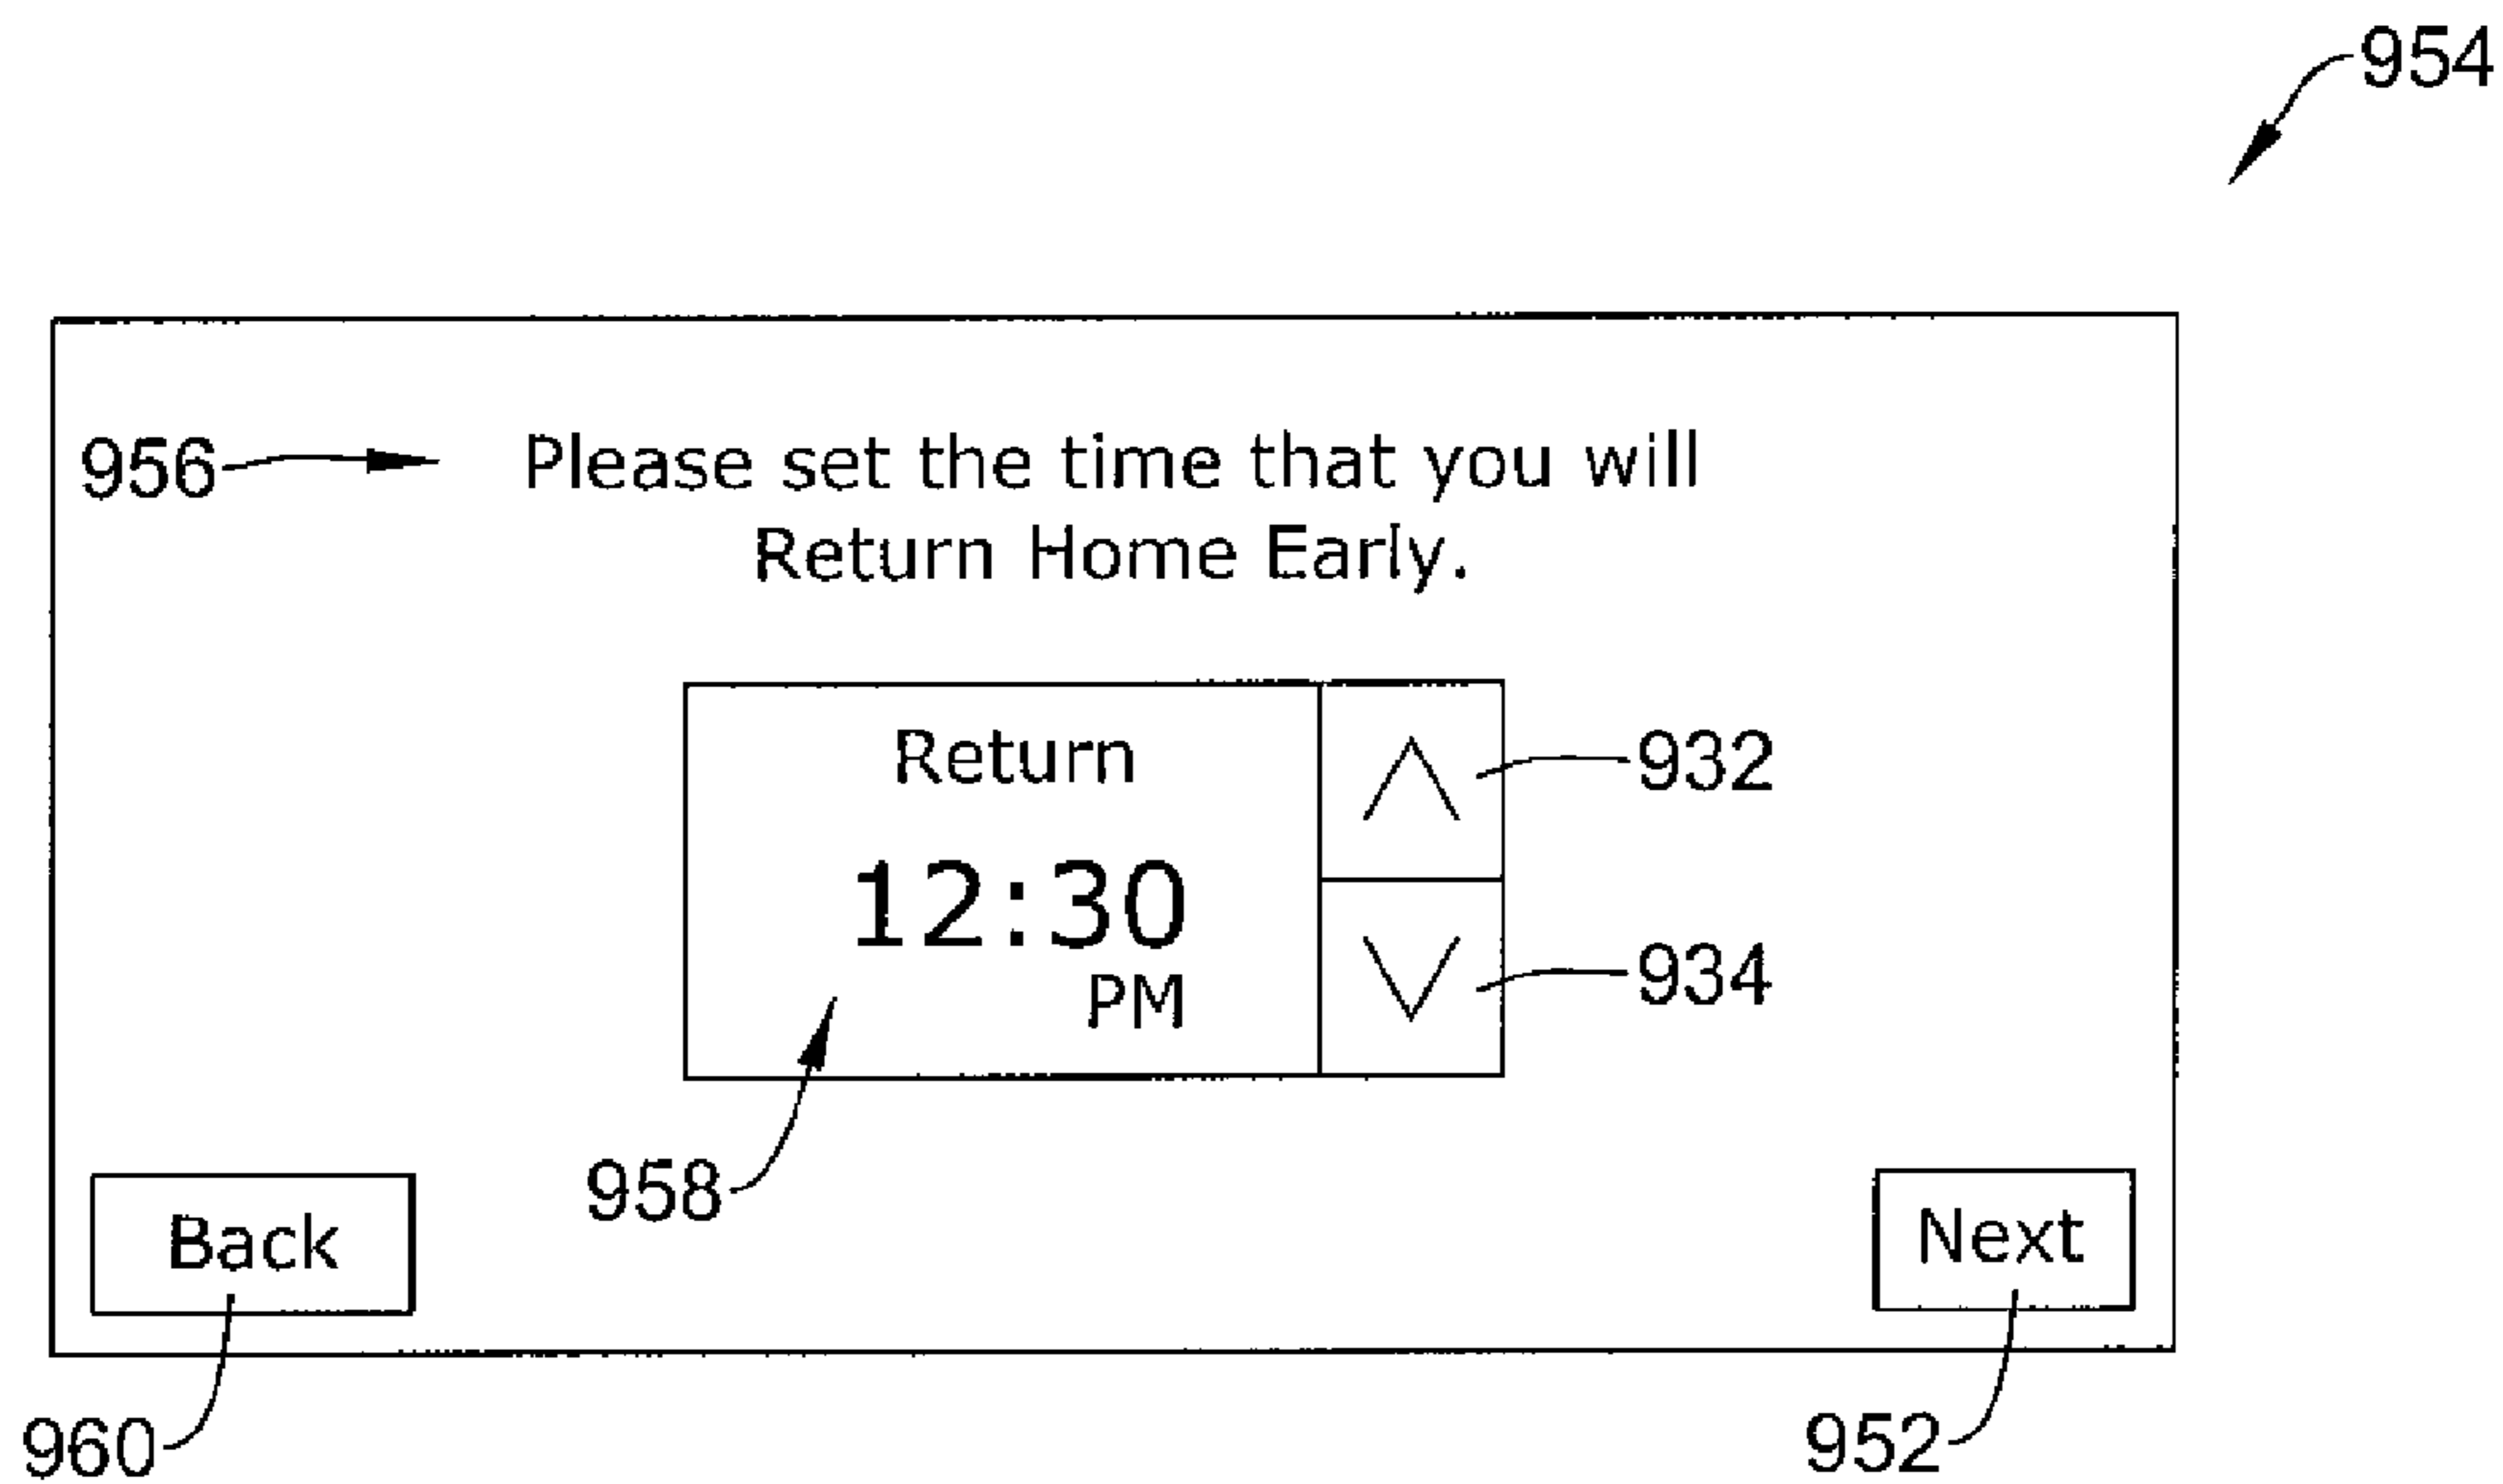 954
956
Please set the time that you will
Return Home Early.
Return
932
12:30
934
PM
958
Back
Next
960
952